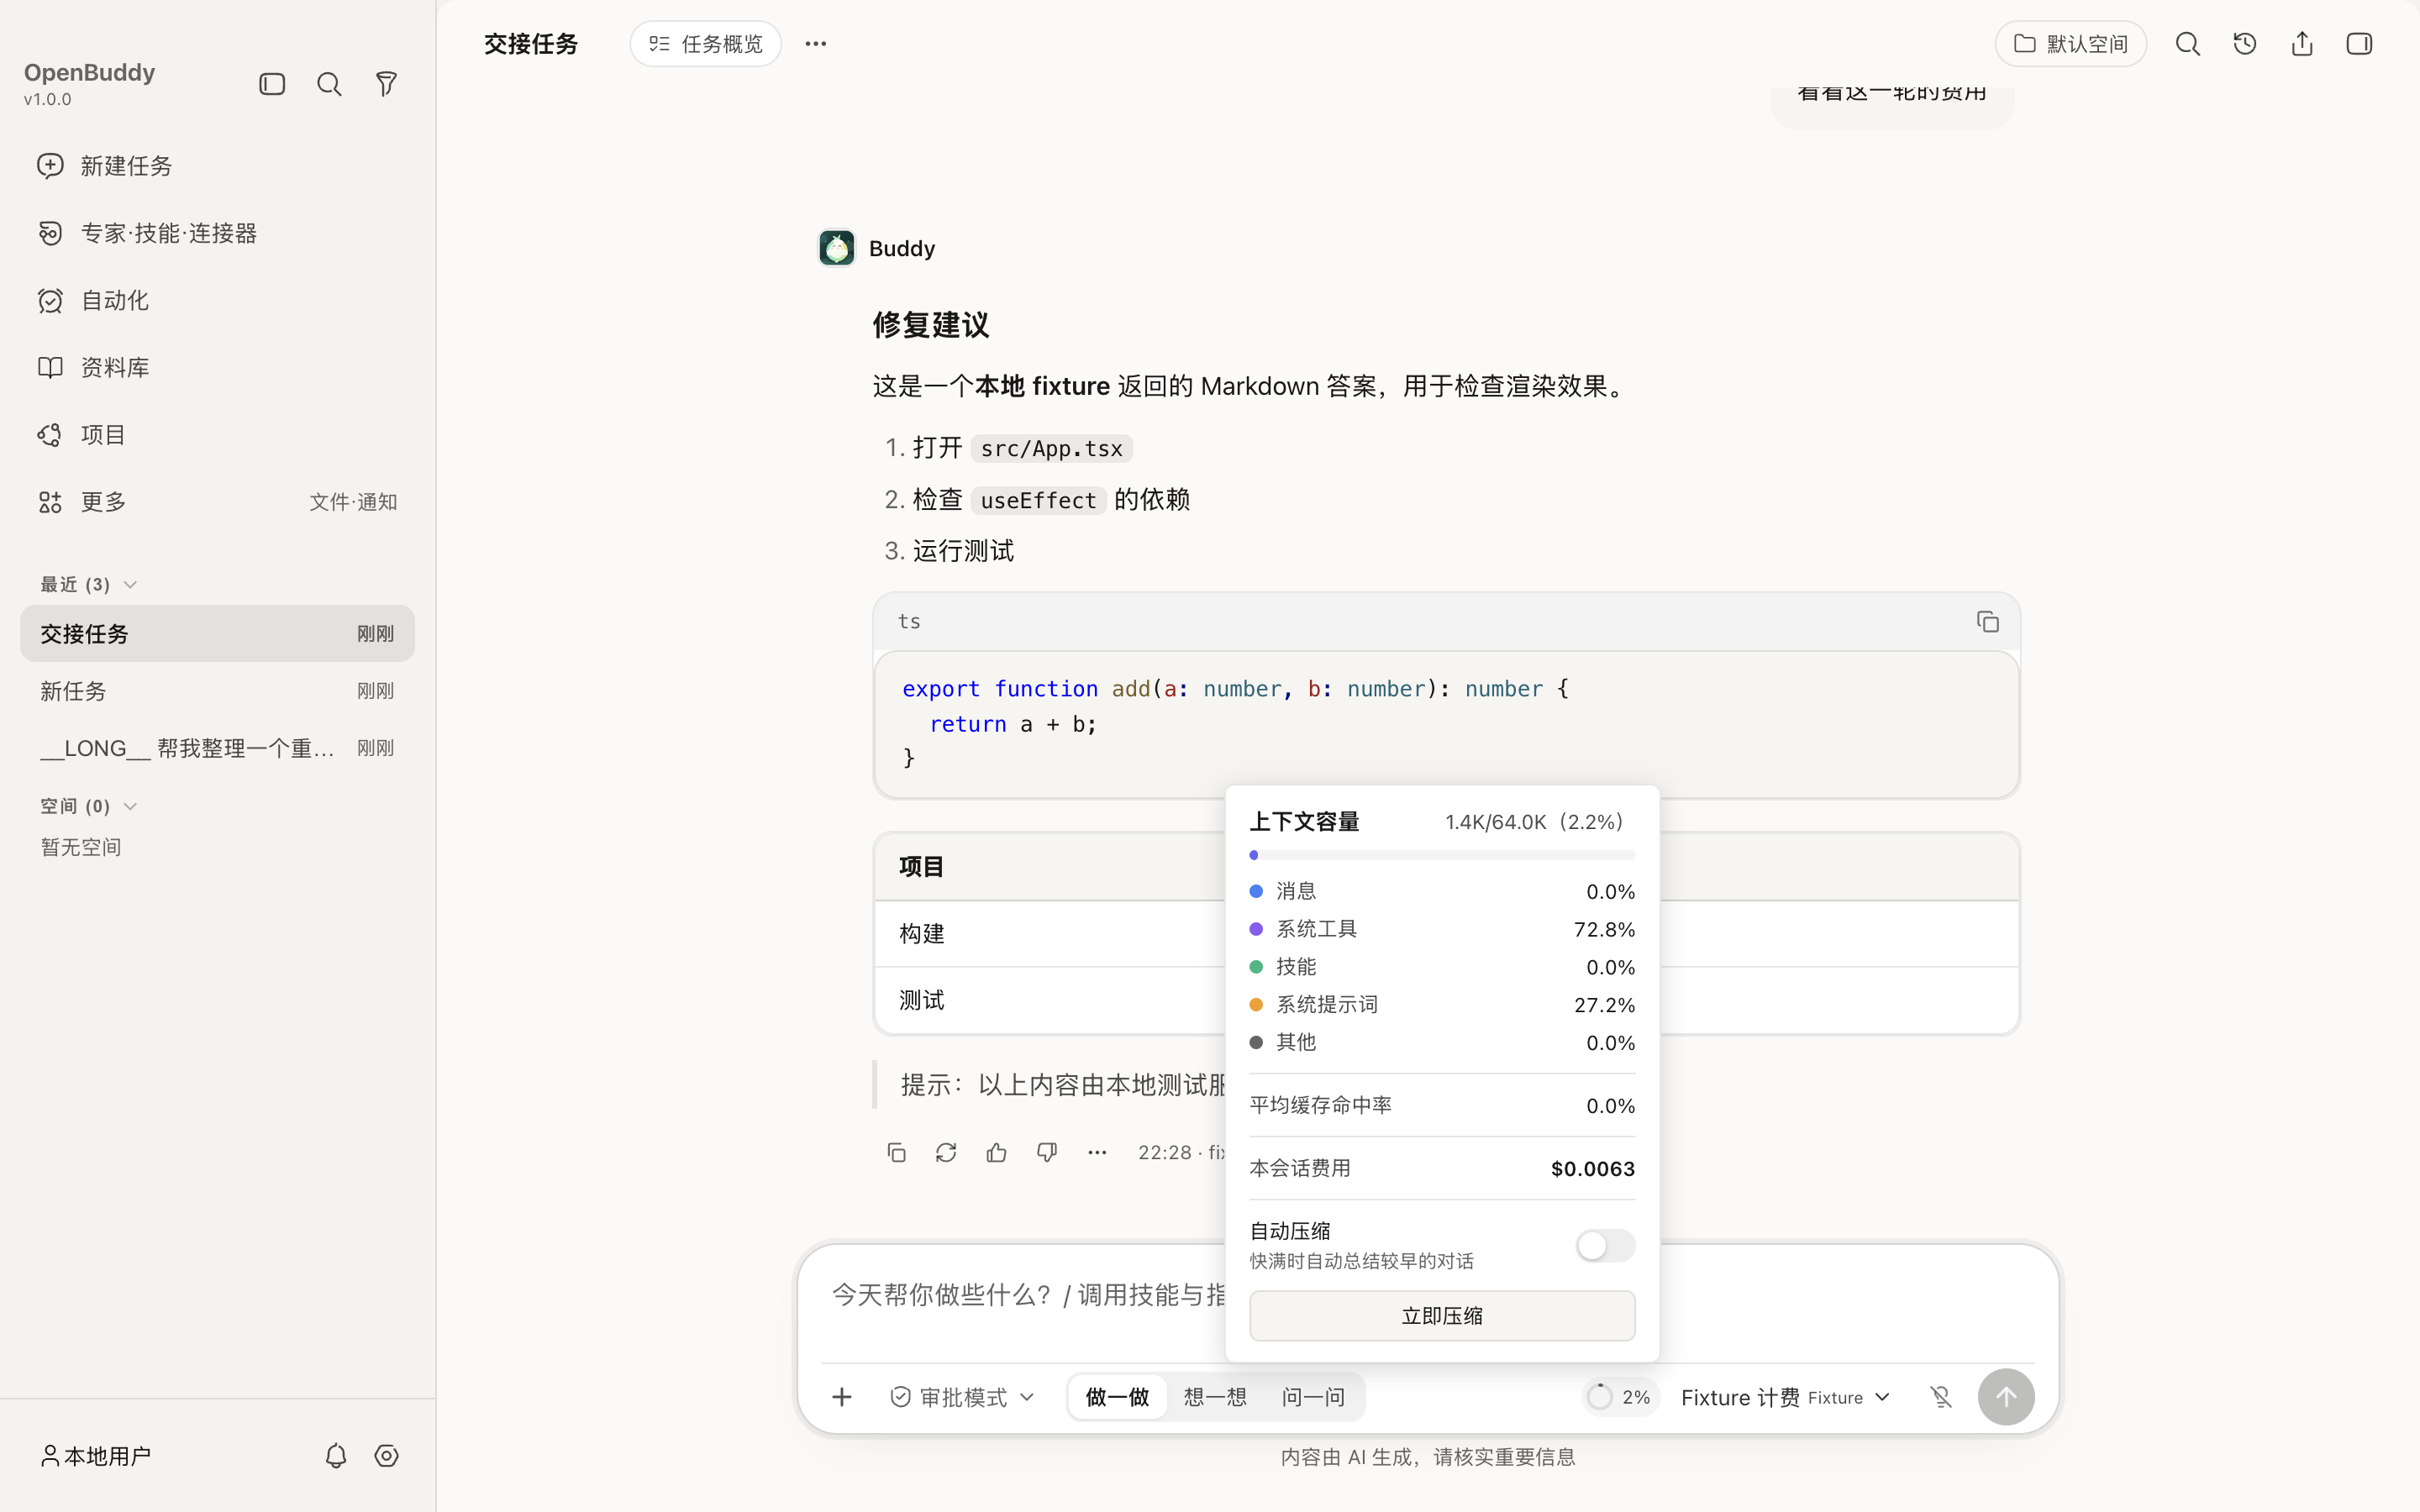 OpenBuddy
v1.0.0
新建任务
专家·技能·连接器
自动化
资料库
项目
更多 文件·通知
最近 (3)
交接任务 刚刚
新任务 刚刚
__LONG__ 帮我整理一个重... 刚刚
空间 (0)
暂无空间
本地用户
交接任务 任务概览 默认空间
看看这一轮的费用
Buddy
修复建议
这是一个本地 fixture 返回的 Markdown 答案，用于检查渲染效果。
1. 打开 src/App.tsx
2. 检查 useEffect 的依赖
3. 运行测试
ts
export function add(a: number, b: number): number {
return a + b;
}
项目
构建
测试
提示：以上内容由本地测试服
22:28 · fix
上下文容量 1.4K/64.0K（2.2%）
消息 0.0%
系统工具 72.8%
技能 0.0%
系统提示词 27.2%
其他 0.0%
平均缓存命中率 0.0%
本会话费用 $0.0063
自动压缩
快满时自动总结较早的对话
立即压缩
今天帮你做些什么？/ 调用技能与指
审批模式 做一做 想一想 问一问 2% Fixture 计费 Fixture
内容由 AI 生成，请核实重要信息